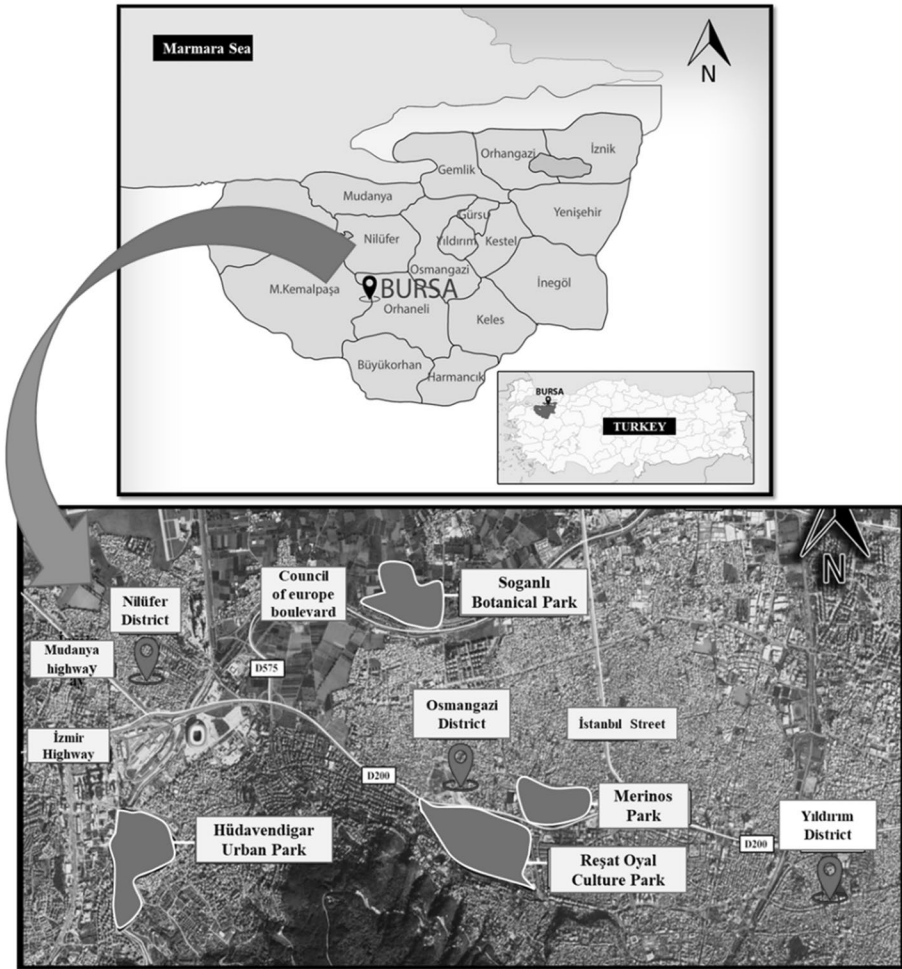 Marmara Sea
N
Orhangazi
İznik
Gemlik
Mudanya
Yenişehir
Gürsu
Nilüfer
Yıldırım
Kestel
Osmangazi
İnegöl
M.Kemalpaşa
BURSA
Orhaneli
Keles
Büyükorhan
Harmancık
BURSA
TURKEY
N
Council
of europe
boulevard
Soganlı
Botanical Park
Nilüfer
District
Mudanya
highway
ay
D575
Osmangazi
District
İstanbıl Street
İzmir
Highway
D200
Merinos
Park
Yıldırım
District
Hüdavendigar
Urban Park
D200
Reşat Oyal
Culture Park